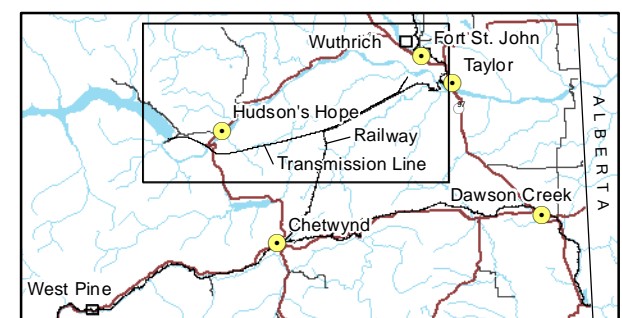 Wuthrich
Fort St. John
Taylor
Hudson's Hope
Railway
Transmission Line
ALBERTA
Dawson Creek
Chetwynd
West Pine